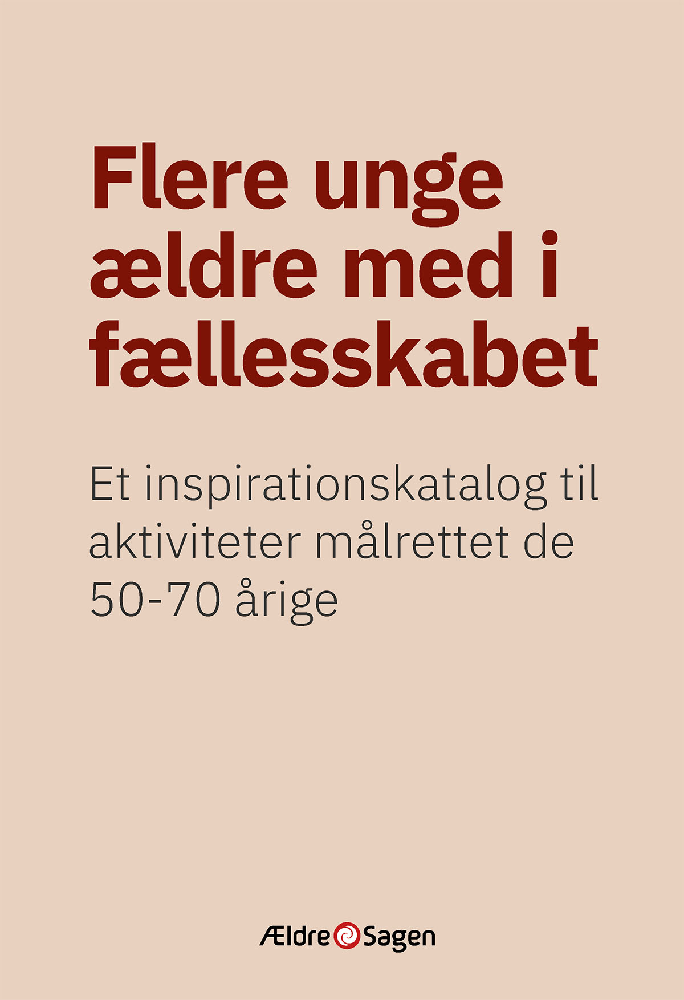 Flere unge
ældre med i
fællesskabet
Et inspirationskatalog til
aktiviteter målrettet de
50-70 årige
Ældre Sagen